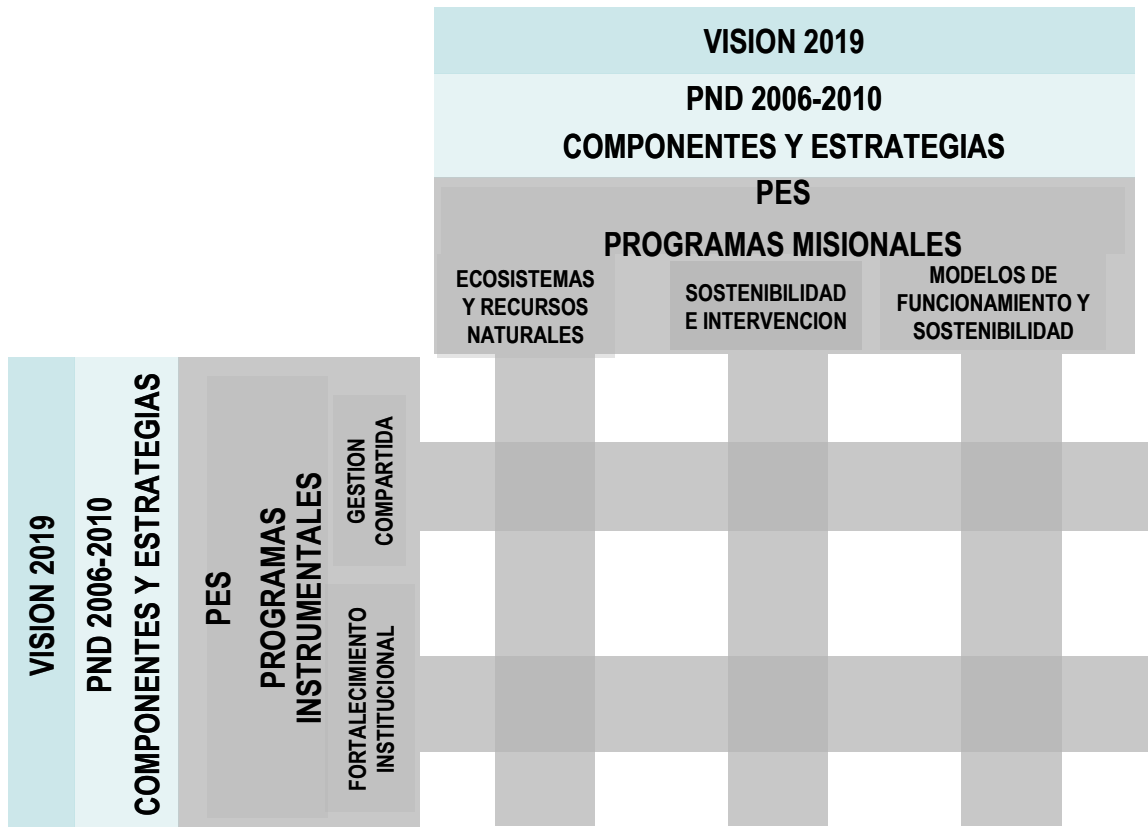 VISION 2019
PND 2006-2010
COMPONENTES Y ESTRATEGIAS
PES
PROGRAMAS MISIONALES
ECOSISTEMAS
Y RECURSOS
NATURALES
SOSTENIBILIDAD
E INTERVENCION
MODELOS DE
FUNCIONAMIENTO Y
SOSTENIBILIDAD
VISION 2019
PND 2006-2010
COMPONENTES Y ESTRATEGIAS
PES
PROGRAMAS
INSTRUMENTALES
GESTION
COMPARTIDA
FORTALECIMIENTO
INSTITUCIONAL